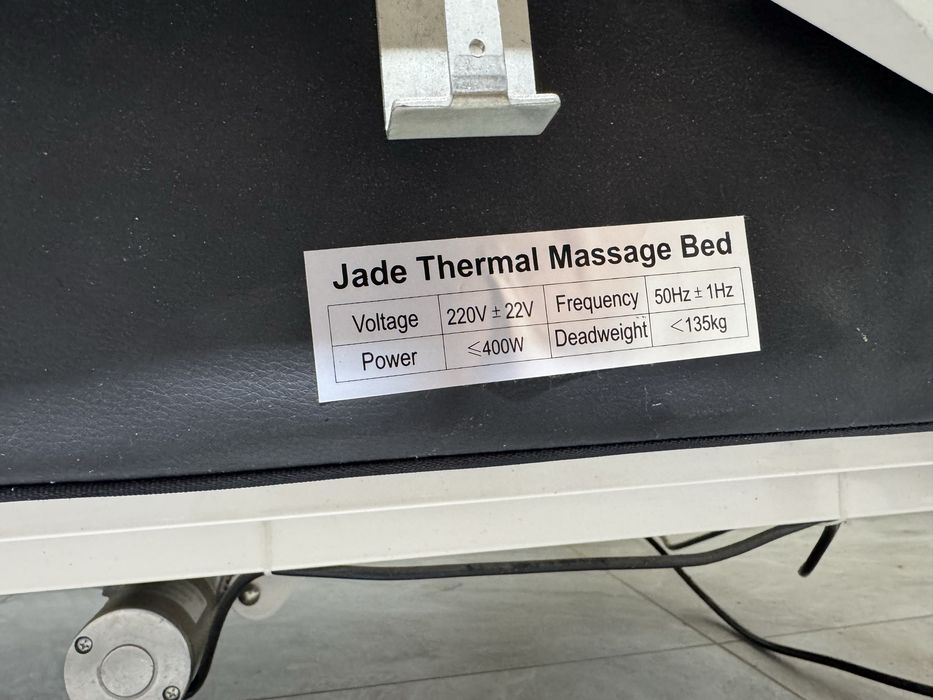 Jade Thermal Massage Bed
Voltage 220V ± 22V Frequency 50Hz ± 1Hz
Power ≤400W Deadweight <135kg